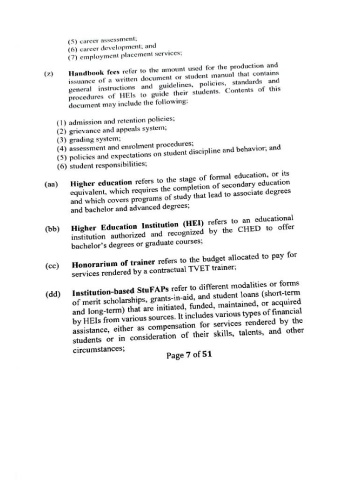 (5) career assessment;
(6) career development; and
(7) employment placement services;
(z) Handbook fees refer to the amount used for the production and
issuance of a written document or student manual that contains
general instructions and guidelines, policies, standards and
procedures of HEIs to guide their students. Contents of this
document may include the following:
(1) admission and retention policies;
(2) grievance and appeals system;
(3) grading system;
(4) assessment and enrolment procedures;
(5) policies and expectations on student discipline and behavior; and
(6) student responsibilities;
(aa) Higher education refers to the stage of formal education, or its
equivalent, which requires the completion of secondary education
and which covers programs of study that lead to associate degrees
and bachelor and advanced degrees;
(bb) Higher Education Institution (HEI) refers to an educational
institution authorized and recognized by the CHED to offer
bachelor's degrees or graduate courses;
(cc) Honorarium of trainer refers to the budget allocated to pay for
services rendered by a contractual TVET trainer;
(dd) Institution-based StuFAPs refer to different modalities or forms
of merit scholarships, grants-in-aid, and student loans (short-term
and long-term) that are initiated, funded, maintained, or acquired
by HEIs from various sources. It includes various types of financial
assistance, either as compensation for services rendered by the
students or in consideration of their skills, talents, and other
circumstances;
Page 7 of 51